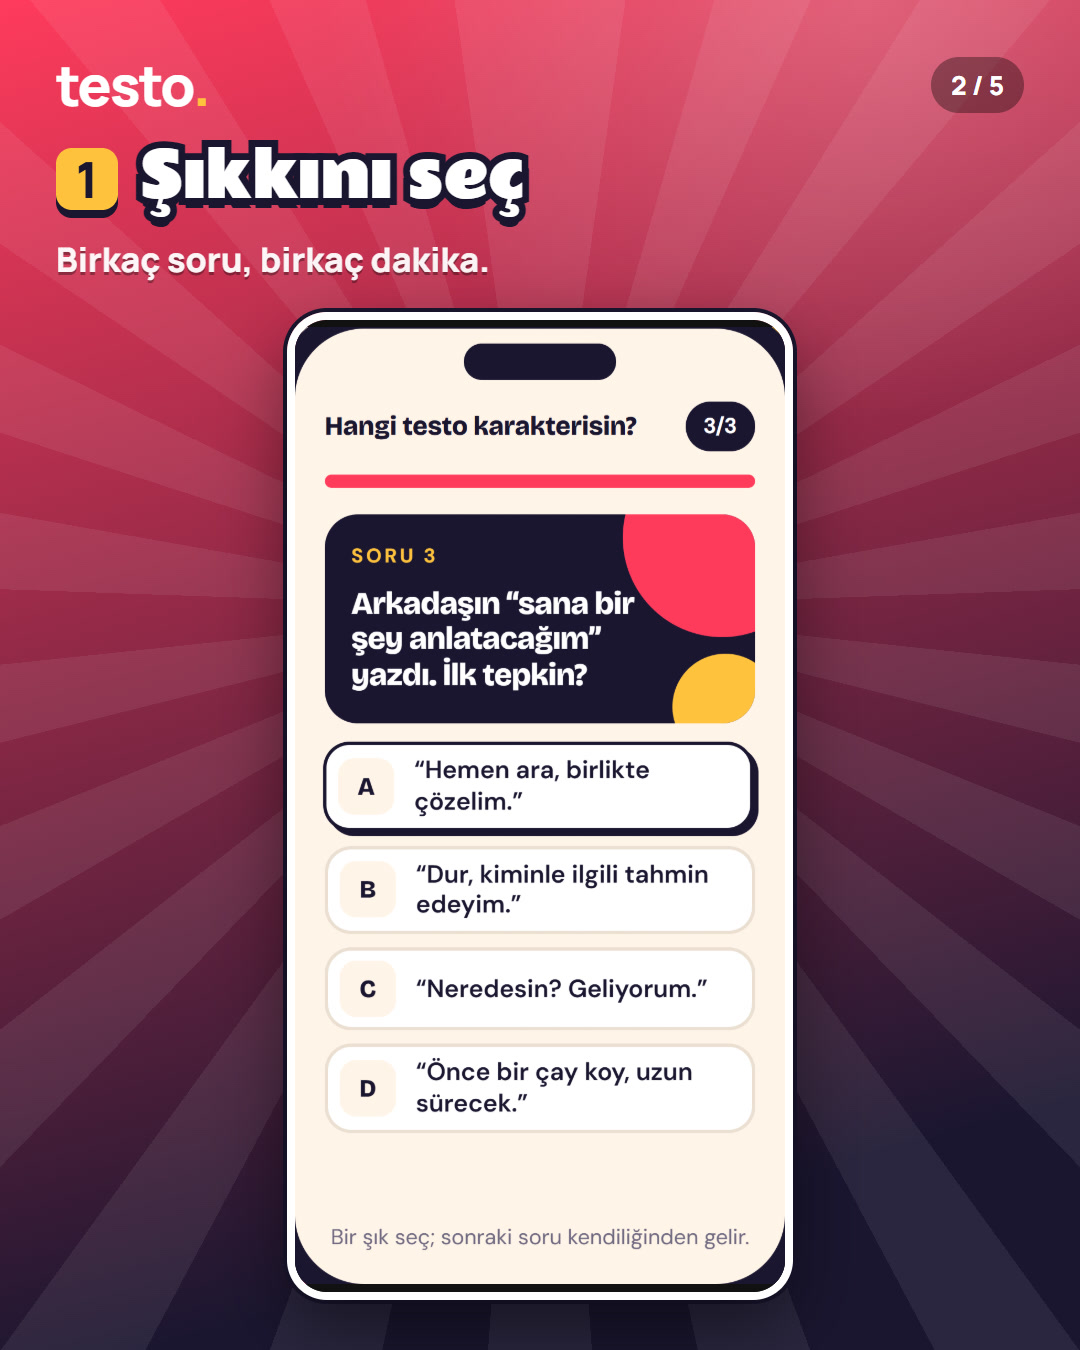 testo.
2 / 5
1 Şıkkını seç
Birkaç soru, birkaç dakika.
Hangi testo karakterisin?
3/3
SORU 3
Arkadaşın “sana bir
şey anlatacağım”
yazdı. İlk tepkin?
A
“Hemen ara, birlikte
çözelim.”
B
“Dur, kiminle ilgili tahmin
edeyim.”
C
“Neredesin? Geliyorum.”
D
“Önce bir çay koy, uzun
sürecek.”
Bir şık seç; sonraki soru kendiliğinden gelir.